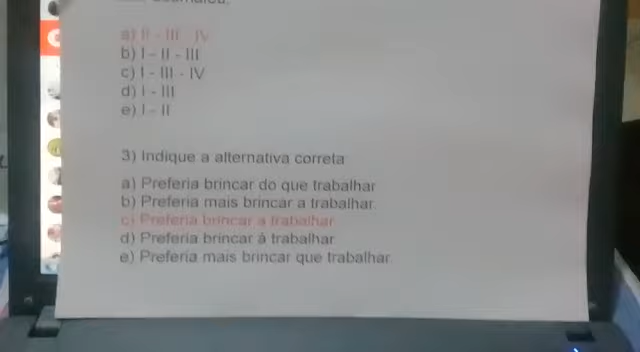 a) II - III - IV
b) I - II - III
c) I - III - IV
d) I - III
e) I - II
3) Indique a alternativa correta
a) Preferia brincar do que trabalhar
b) Preferia mais brincar a trabalhar.
c) Preferia brincar a trabalhar
d) Preferia brincar à trabalhar
e) Preferia mais brincar que trabalhar